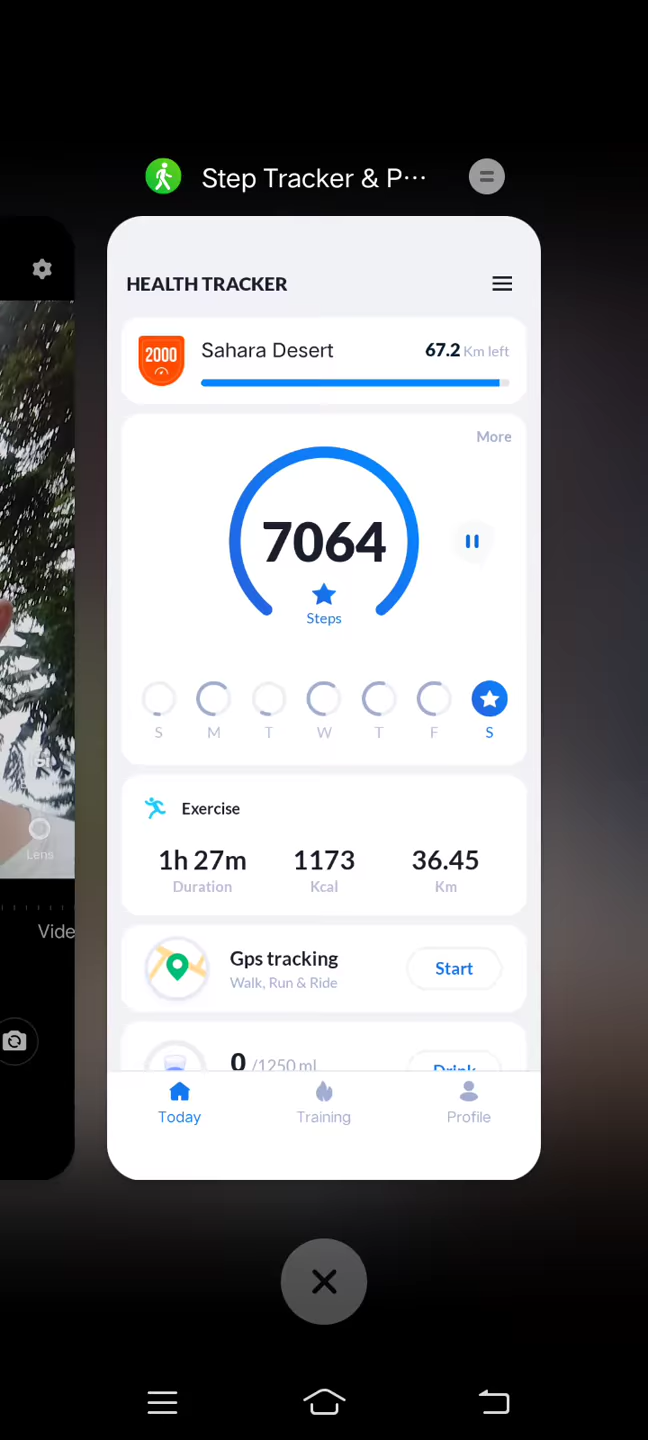 Step Tracker & P···
HEALTH TRACKER
2000
Sahara Desert
67.2 Km left
More
7064
Steps
S M T W T F S
Exercise
1h 27m 1173 36.45
Duration Kcal Km
Gps tracking
Walk, Run & Ride
Start
Lens
Vide
0 /1250 ml
Drink
Today Training Profile